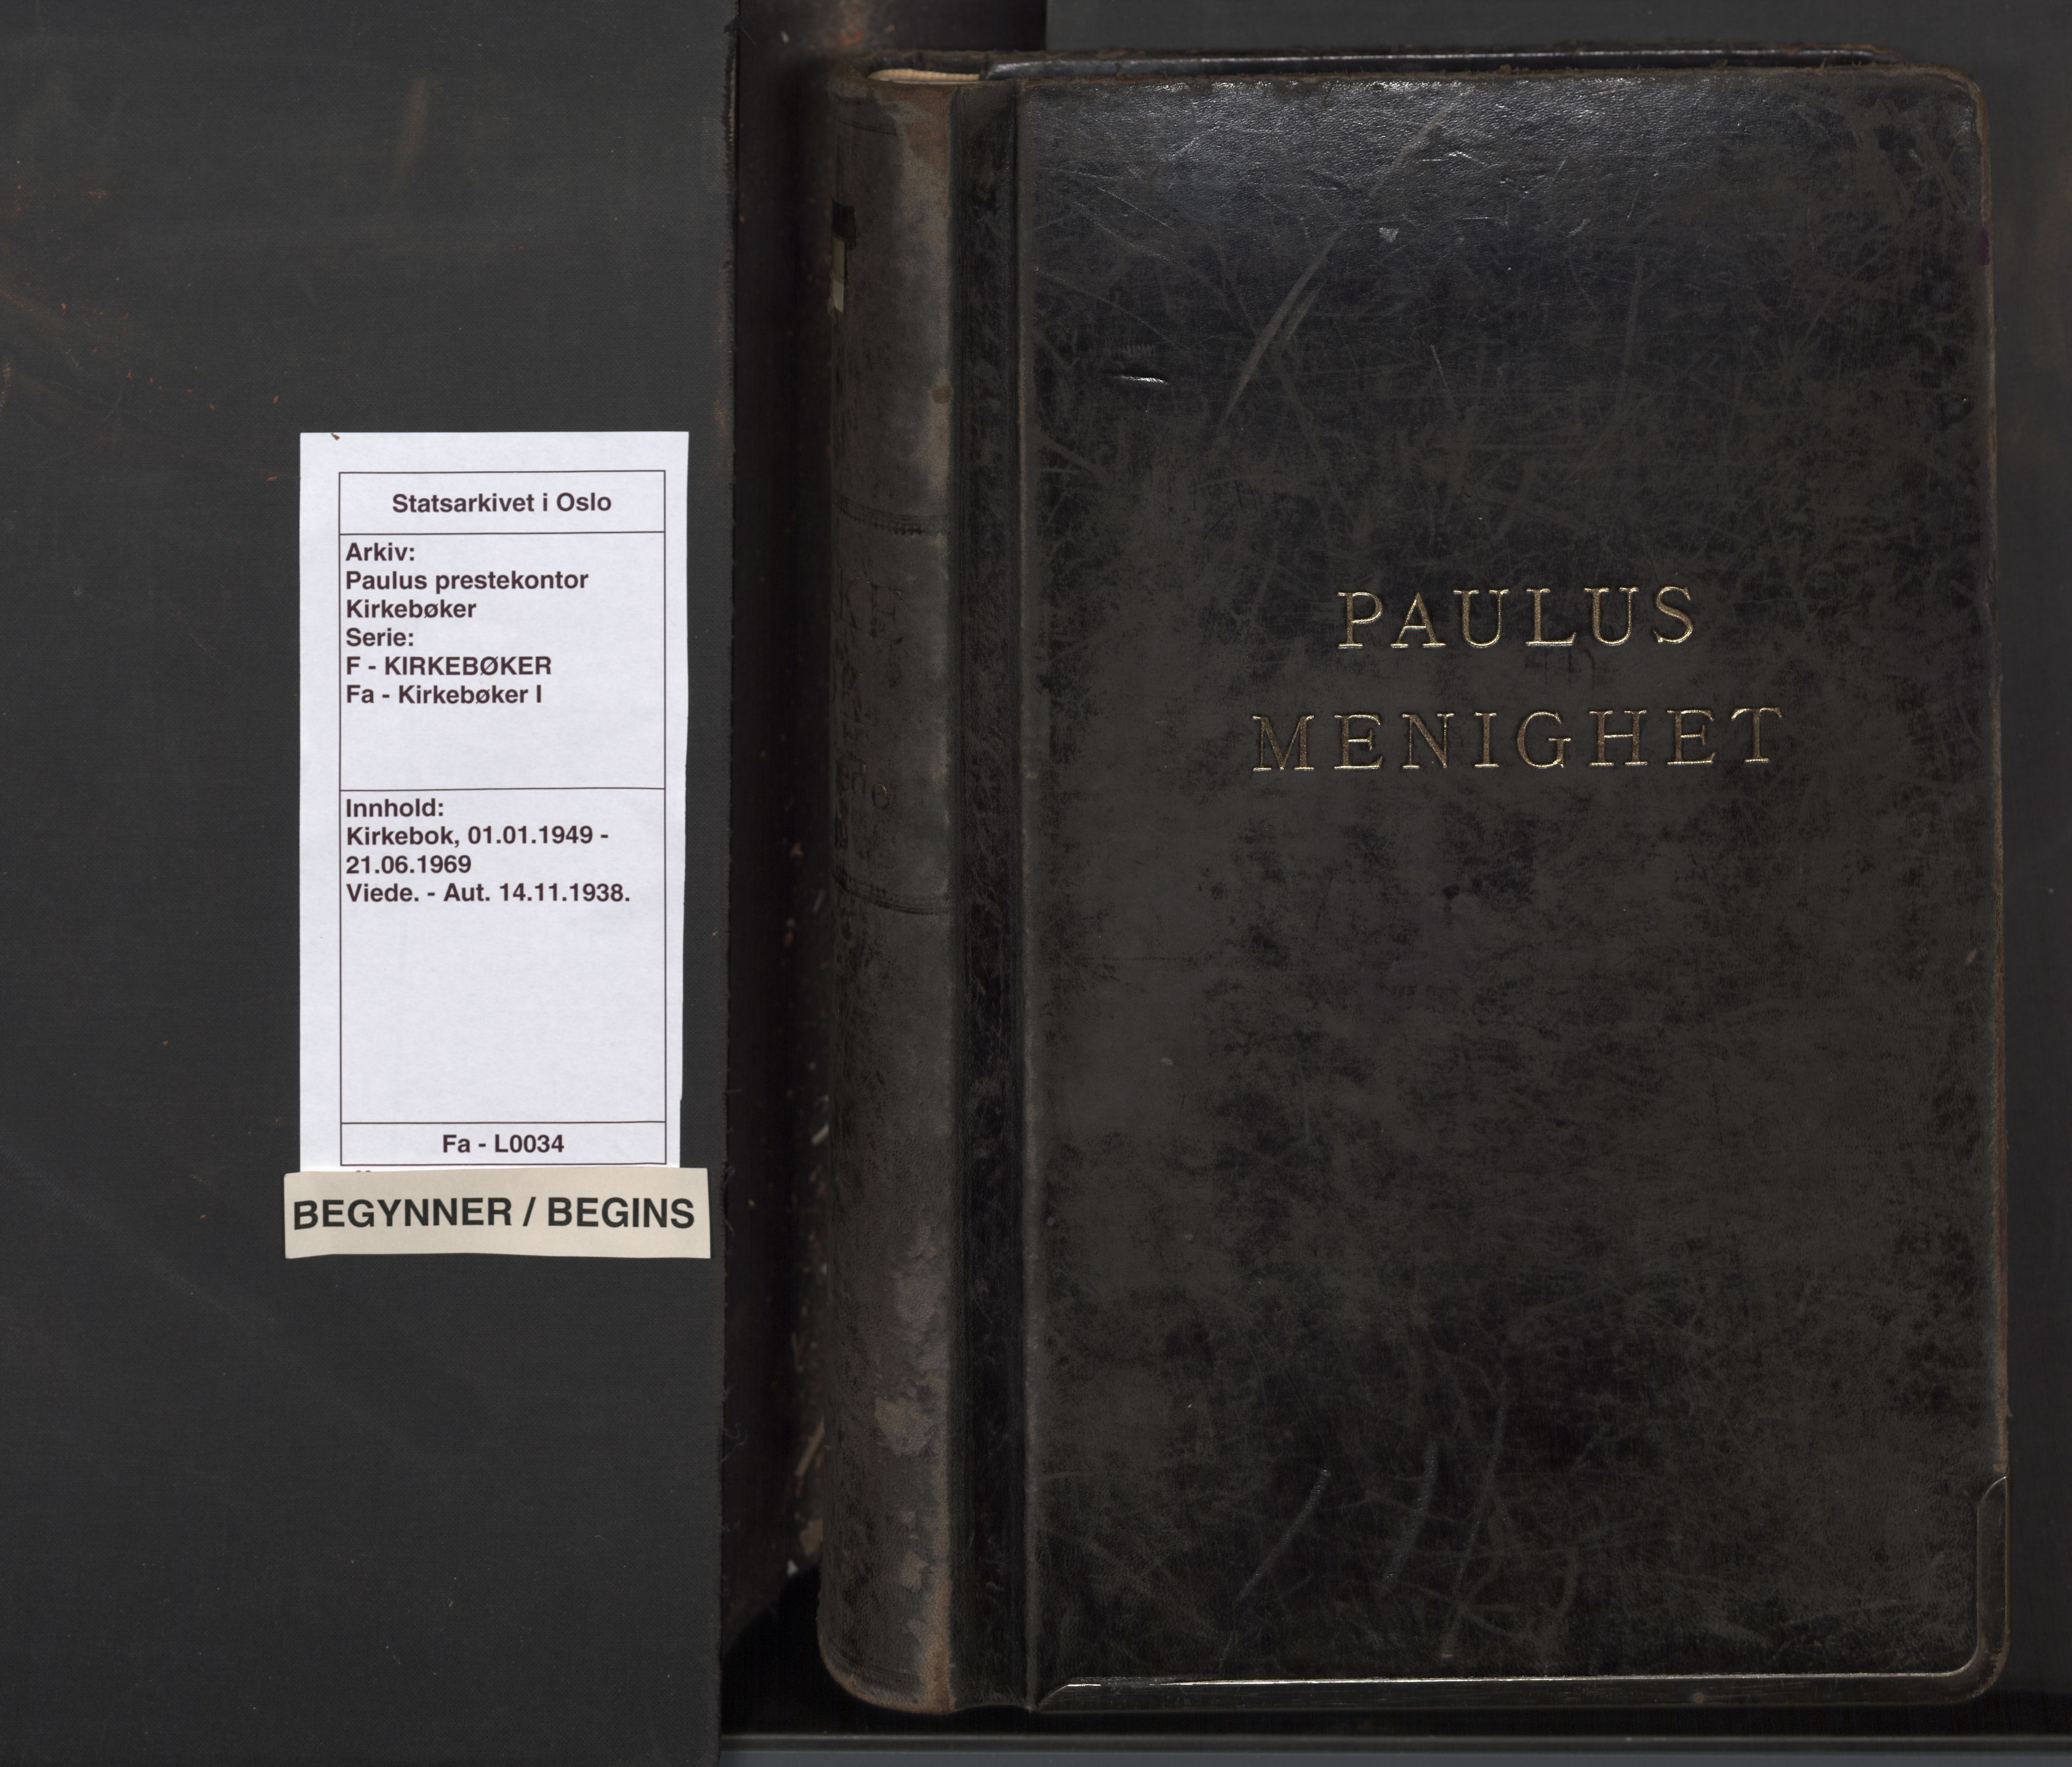 Statsarkivet i Oslo
Arkiv:
Paulus prestekontor
Kirkebøker
Serie:
F - KIRKEBØKER
Fa - Kirkebøker I
Innhold:
Kirkebok, 01.01.1949 -
21.06.1969
Viede. - Aut. 14.11.1938.
Fa - L0034
BEGYNNER / BEGINS
PAULUS
MENIGHET